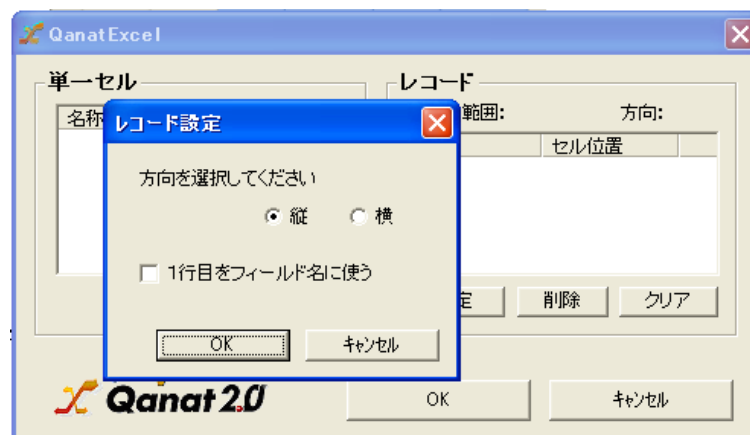 QanatExcel
単一セル
レコード
名称
範囲:
方向:
セル位置
レコード設定
方向を選択してください
縦
横
1行目をフィールド名に使う
OK
キャンセル
定
削除
クリア
Qanat 2.0
OK
キャンセル